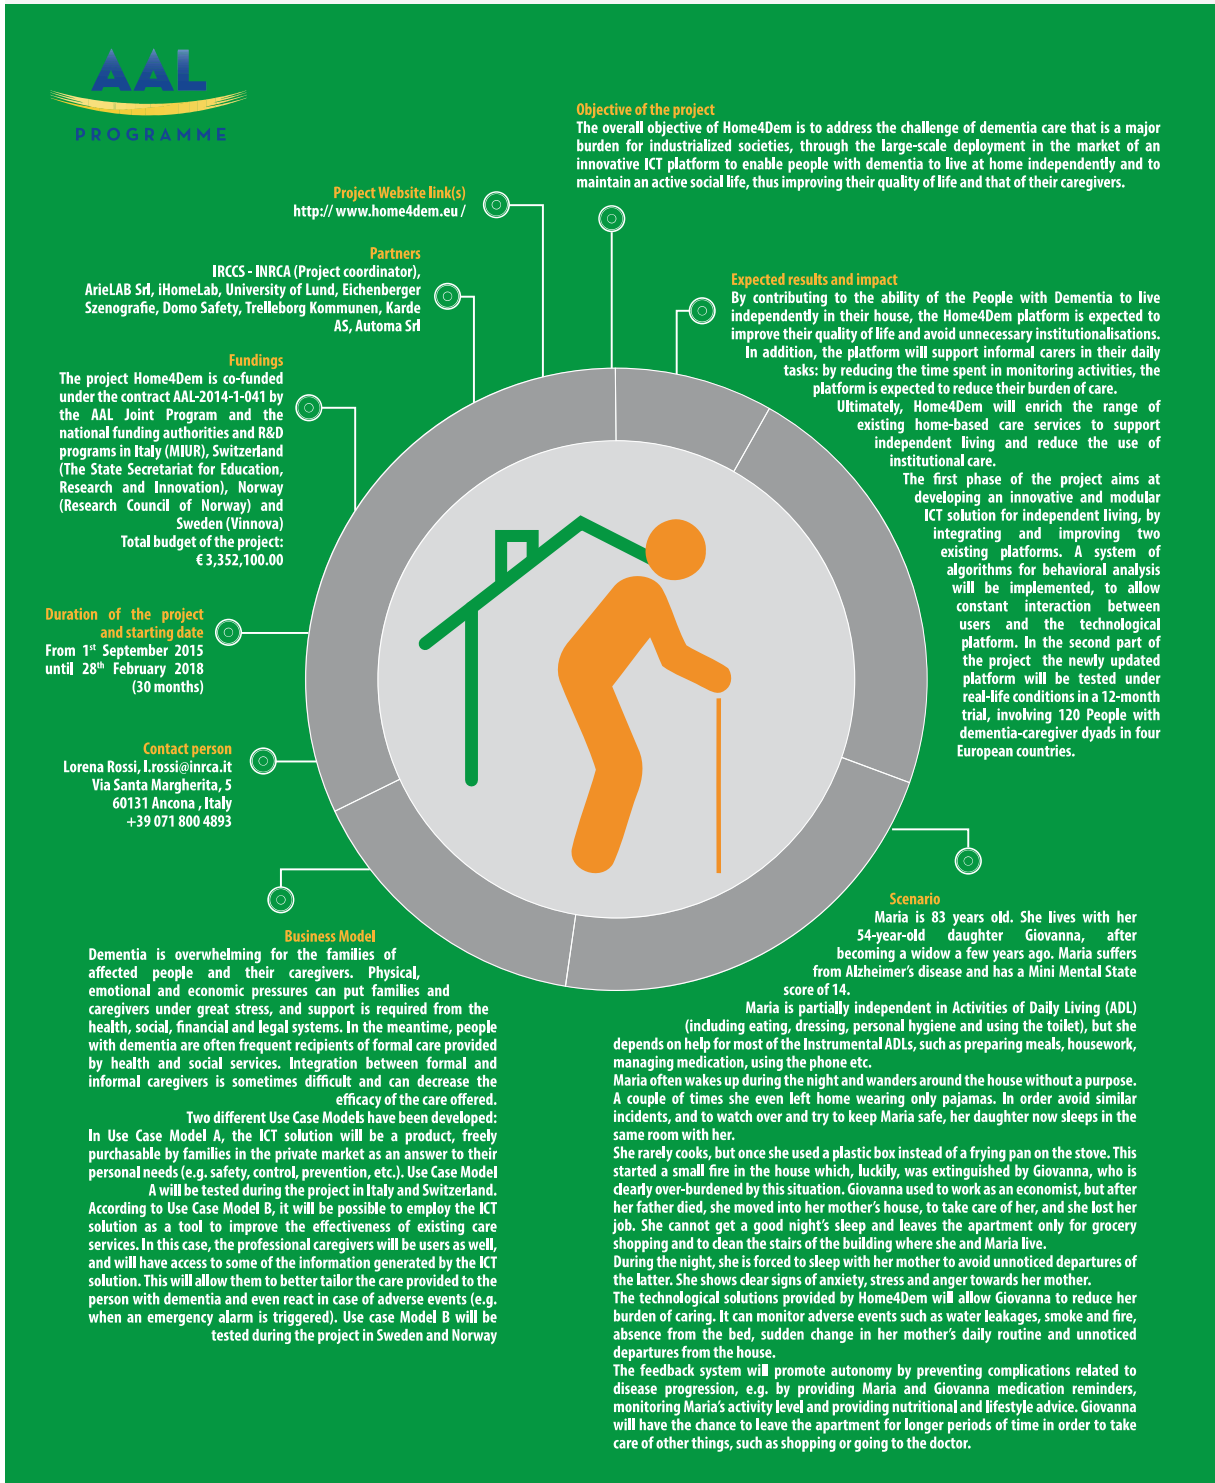 AAL
PROGRAMME
Objective of the project
The overall objective of Home4Dem is to address the challenge of dementia care that is a major
burden for industrialized societies, through the large-scale deployment in the market of an
innovative ICT platform to enable people with dementia to live at home independently and to
maintain an active social life, thus improving their quality of life and that of their caregivers.
Project Website link(s)
http:// www.home4dem.eu /
Partners
IRCCS - INRCA (Project coordinator),
ArieLAB Srl, iHomeLab, University of Lund, Eichenberger
Szenografie, Domo Safety, Trelleborg Kommunen, Karde
AS, Automa Srl
Expected results and impact
By contributing to the ability of the People with Dementia to live
independently in their house, the Home4Dem platform is expected to
improve their quality of life and avoid unnecessary institutionalisations.
In addition, the platform will support informal carers in their daily
tasks: by reducing the time spent in monitoring activities, the
platform is expected to reduce their burden of care.
Ultimately, Home4Dem will enrich the range of
existing home-based care services to support
independent living and reduce the use of
institutional care.
The first phase of the project aims at
developing an innovative and modular
ICT solution for independent living, by
integrating and improving two
existing platforms. A system of
algorithms for behavioral analysis
will be implemented, to allow
constant interaction between
users and the technological
platform. In the second part of
the project the newly updated
platform will be tested under
real-life conditions in a 12-month
trial, involving 120 People with
dementia-caregiver dyads in four
European countries.
Fundings
The project Home4Dem is co-funded
under the contract AAL-2014-1-041 by
the AAL Joint Program and the
national funding authorities and R&D
programs in Italy (MIUR), Switzerland
(The State Secretariat for Education,
Research and Innovation), Norway
(Research Council of Norway) and
Sweden (Vinnova)
Total budget of the project:
€ 3,352,100.00
Duration of the project
and starting date
From 1st September 2015
until 28th February 2018
(30 months)
Contact person
Lorena Rossi, l.rossi@inrca.it
Via Santa Margherita, 5
60131 Ancona , Italy
+39 071 800 4893
Business Model
Dementia is overwhelming for the families of
affected people and their caregivers. Physical,
emotional and economic pressures can put families and
caregivers under great stress, and support is required from the
health, social, financial and legal systems. In the meantime, people
with dementia are often frequent recipients of formal care provided
by health and social services. Integration between formal and
informal caregivers is sometimes difficult and can decrease the
efficacy of the care offered.
Two different Use Case Models have been developed:
In Use Case Model A, the ICT solution will be a product, freely
purchasable by families in the private market as an answer to their
personal needs (e.g. safety, control, prevention, etc.). Use Case Model
A will be tested during the project in Italy and Switzerland.
According to Use Case Model B, it will be possible to employ the ICT
solution as a tool to improve the effectiveness of existing care
services. In this case, the professional caregivers will be users as well,
and will have access to some of the information generated by the ICT
solution. This will allow them to better tailor the care provided to the
person with dementia and even react in case of adverse events (e.g.
when an emergency alarm is triggered). Use case Model B will be
tested during the project in Sweden and Norway
Scenario
Maria is 83 years old. She lives with her
54-year-old daughter Giovanna, after
becoming a widow a few years ago. Maria suffers
from Alzheimer's disease and has a Mini Mental State
score of 14.
Maria is partially independent in Activities of Daily Living (ADL)
(including eating, dressing, personal hygiene and using the toilet), but she
depends on help for most of the Instrumental ADLs, such as preparing meals, housework,
managing medication, using the phone etc.
Maria often wakes up during the night and wanders around the house without a purpose.
A couple of times she even left home wearing only pajamas. In order avoid similar
incidents, and to watch over and try to keep Maria safe, her daughter now sleeps in the
same room with her.
She rarely cooks, but once she used a plastic box instead of a frying pan on the stove. This
started a small fire in the house which, luckily, was extinguished by Giovanna, who is
clearly over-burdened by this situation. Giovanna used to work as an economist, but after
her father died, she moved into her mother's house, to take care of her, and she lost her
job. She cannot get a good night's sleep and leaves the apartment only for grocery
shopping and to clean the stairs of the building where she and Maria live.
During the night, she is forced to sleep with her mother to avoid unnoticed departures of
the latter. She shows clear signs of anxiety, stress and anger towards her mother.
The technological solutions provided by Home4Dem will allow Giovanna to reduce her
burden of caring. It can monitor adverse events such as water leakages, smoke and fire,
absence from the bed, sudden change in her mother's daily routine and unnoticed
departures from the house.
The feedback system will promote autonomy by preventing complications related to
disease progression, e.g. by providing Maria and Giovanna medication reminders,
monitoring Maria's activity level and providing nutritional and lifestyle advice. Giovanna
will have the chance to leave the apartment for longer periods of time in order to take
care of other things, such as shopping or going to the doctor.